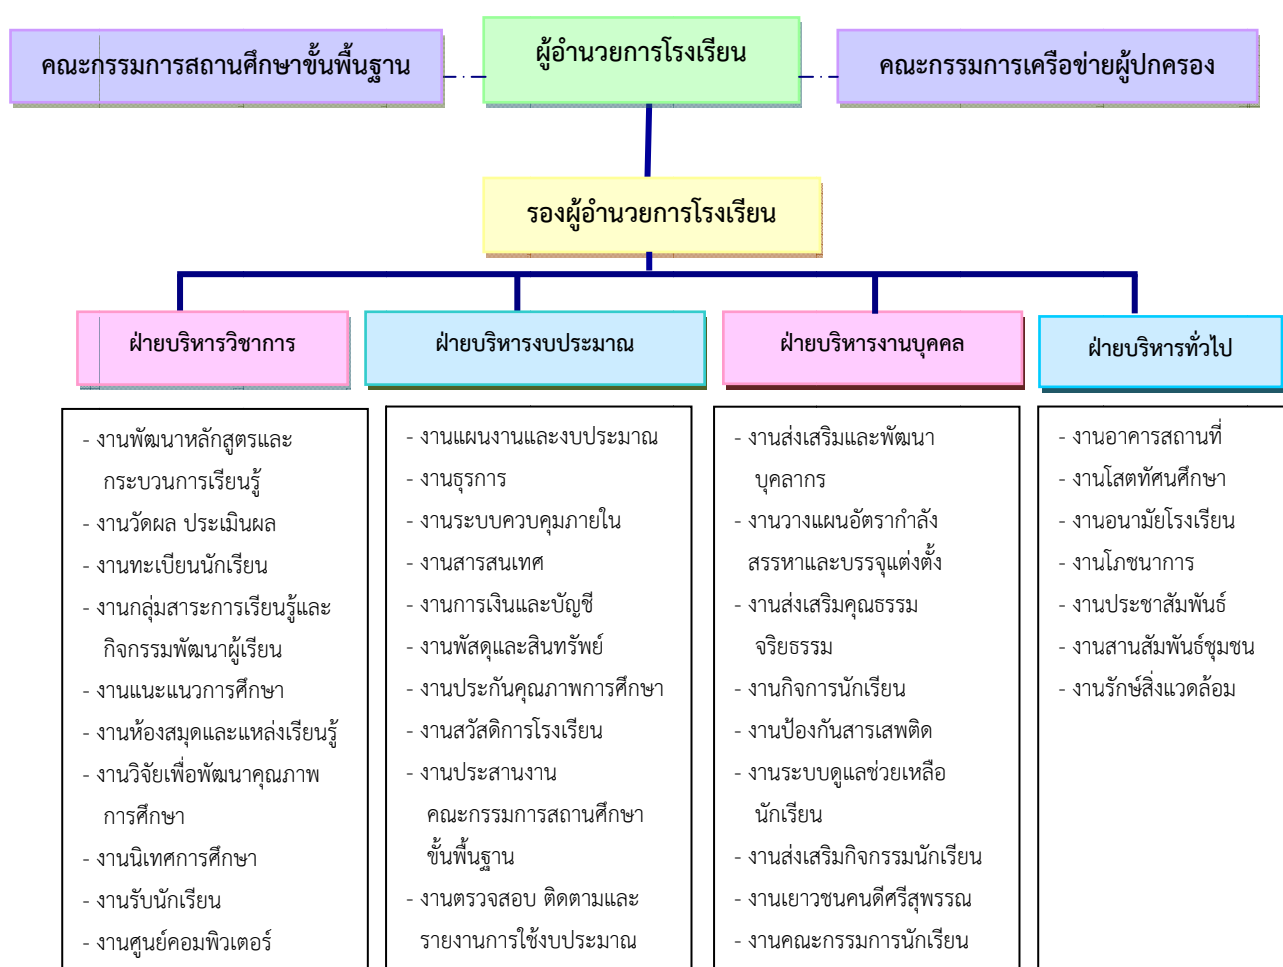 คณะกรรมการสถานศึกษาขั้นพื้นฐาน
ผู้อำนวยการโรงเรียน
คณะกรรมการเครือข่ายผู้ปกครอง
รองผู้อำนวยการโรงเรียน
ฝ่ายบริหารวิชาการ
- งานพัฒนาหลักสูตรและ
กระบวนการเรียนรู้
- งานวัดผล ประเมินผล
- งานทะเบียนนักเรียน
- งานกลุ่มสาระการเรียนรู้และ
กิจกรรมพัฒนาผู้เรียน
- งานแนะแนวการศึกษา
- งานห้องสมุดและแหล่งเรียนรู้
- งานวิจัยเพื่อพัฒนาคุณภาพ
การศึกษา
- งานนิเทศการศึกษา
- งานรับนักเรียน
- งานศูนย์คอมพิวเตอร์
ฝ่ายบริหารงบประมาณ
- งานแผนงานและงบประมาณ
- งานธุรการ
- งานระบบควบคุมภายใน
- งานสารสนเทศ
- งานการเงินและบัญชี
- งานพัสดุและสินทรัพย์
- งานประกันคุณภาพการศึกษา
- งานสวัสดิการโรงเรียน
- งานประสานงาน
คณะกรรมการสถานศึกษา
ขั้นพื้นฐาน
- งานตรวจสอบ ติดตามและ
รายงานการใช้งบประมาณ
ฝ่ายบริหารงานบุคคล
- งานส่งเสริมและพัฒนา
บุคลากร
- งานวางแผนอัตรากำลัง
สรรหาและบรรจุแต่งตั้ง
- งานส่งเสริมคุณธรรม
จริยธรรม
- งานกิจการนักเรียน
- งานป้องกันสารเสพติด
- งานระบบดูแลช่วยเหลือ
นักเรียน
- งานส่งเสริมกิจกรรมนักเรียน
- งานเยาวชนคนดีศรีสุพรรณ
- งานคณะกรรมการนักเรียน
ฝ่ายบริหารทั่วไป
- งานอาคารสถานที่
- งานโสตทัศนศึกษา
- งานอนามัยโรงเรียน
- งานโภชนาการ
- งานประชาสัมพันธ์
- งานสานสัมพันธ์ชุมชน
- งานรักษ์สิ่งแวดล้อม